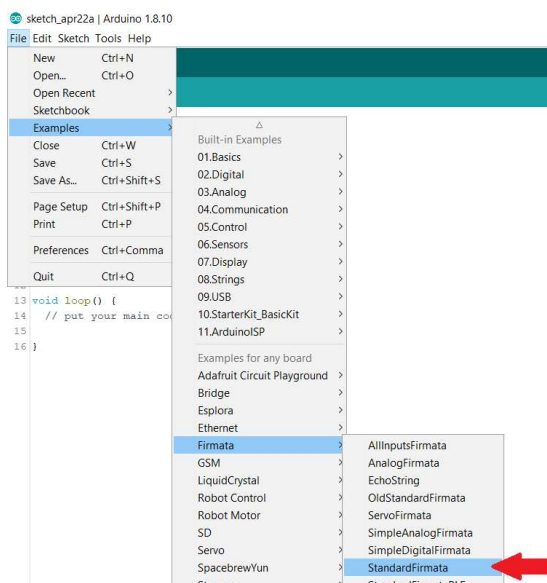 sketch_apr22a | Arduino 1.8.10
File Edit Sketch Tools Help
New Ctrl+N
Open... Ctrl+O
Open Recent
Sketchbook
Examples
Close Ctrl+W
Save Ctrl+S
Save As... Ctrl+Shift+S
Page Setup Ctrl+Shift+P
Print Ctrl+P
Preferences Ctrl+Comma
Quit Ctrl+Q
13 void loop() {
14 // put your main
15
16 }
Built-in Examples
01.Basics
02.Digital
03.Analog
04.Communication
05.Control
06.Sensors
07.Display
08.Strings
09.USB
10.StarterKit_BasicKit
11.ArduinoISP
Examples for any board
Adafruit Circuit Playground
Bridge
Esplora
Ethernet
Firmata
GSM
LiquidCrystal
Robot Control
Robot Motor
SD
Servo
SpacebrewYun
AllInputsFirmata
AnalogFirmata
EchoString
OldStandardFirmata
ServoFirmata
SimpleAnalogFirmata
SimpleDigitalFirmata
StandardFirmata